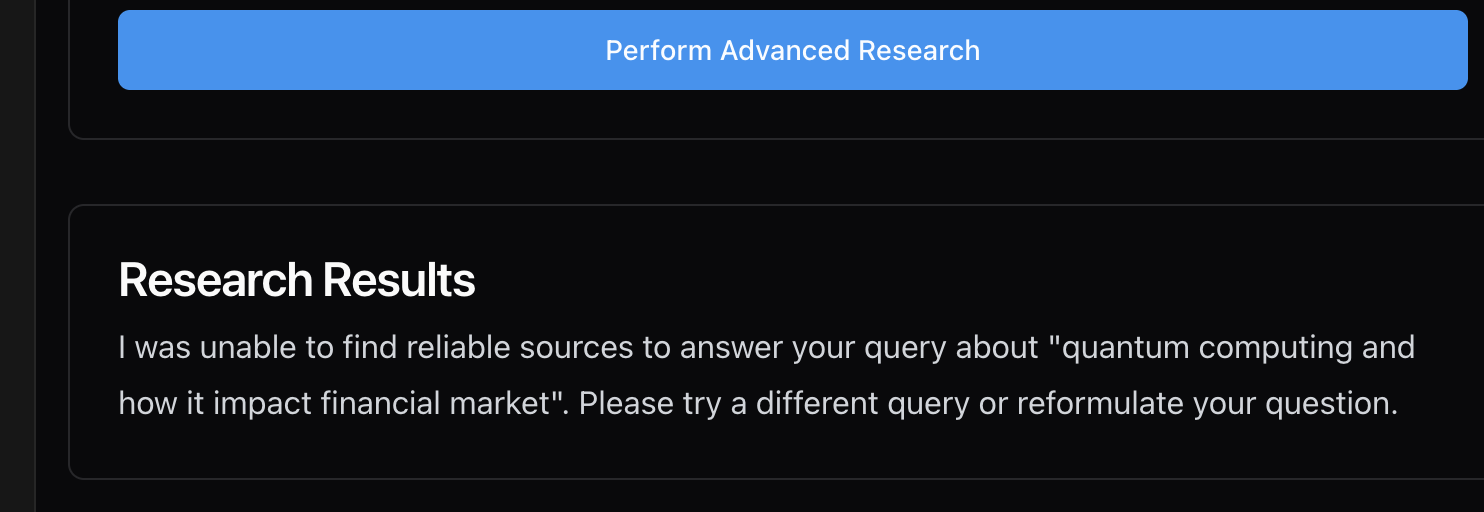 Perform Advanced Research
Research Results
I was unable to find reliable sources to answer your query about "quantum computing and
how it impact financial market". Please try a different query or reformulate your question.